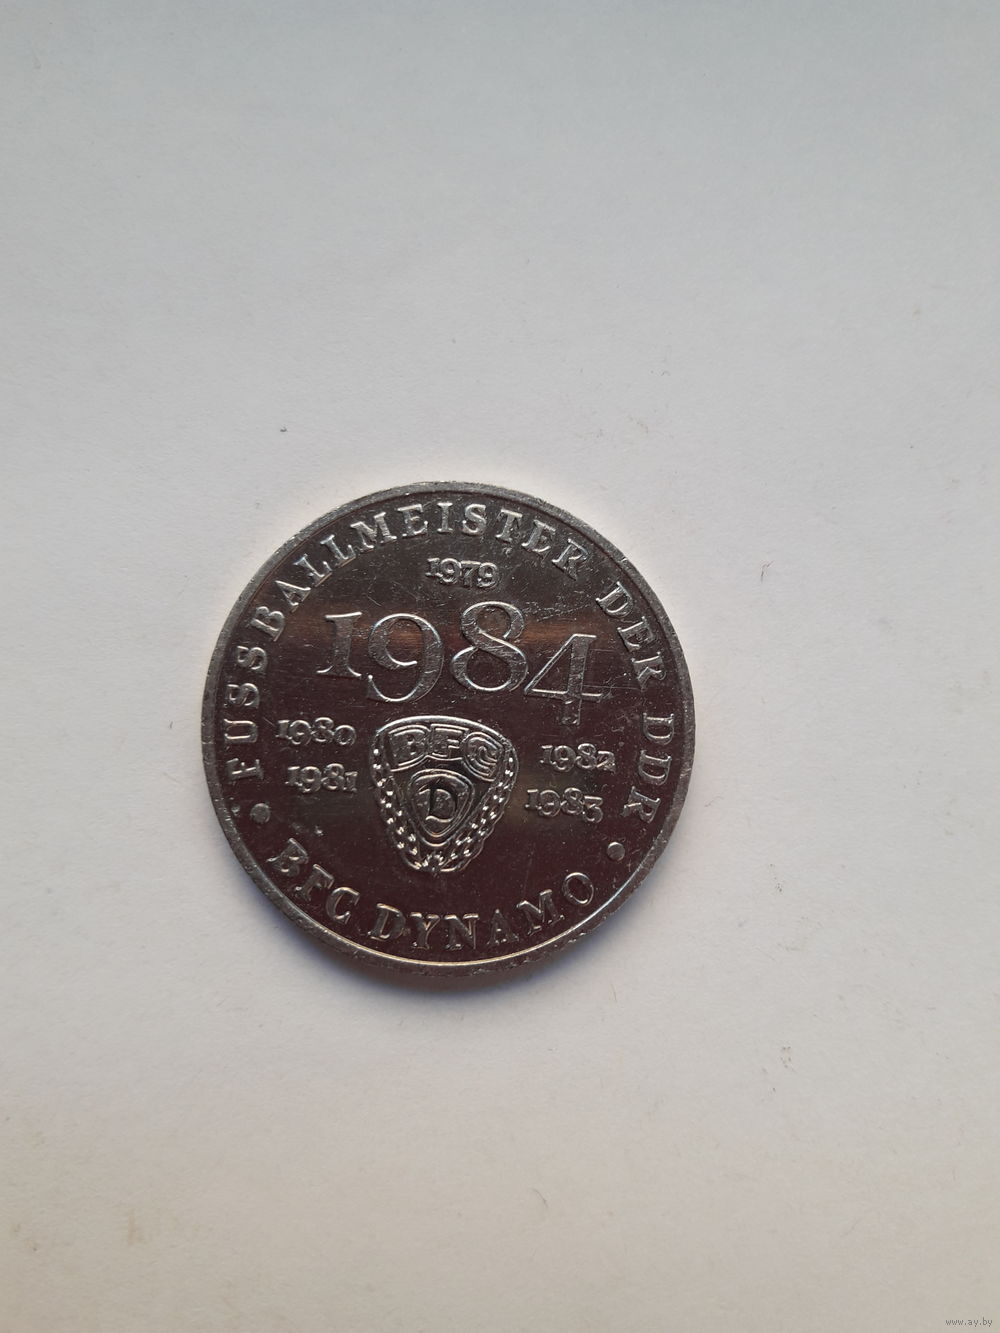 FUSSBALLMEISTER DER DDR
1979
1984
1980
1981
BFC
D
1982
1983
BFC DYNAMO
www.ay.by